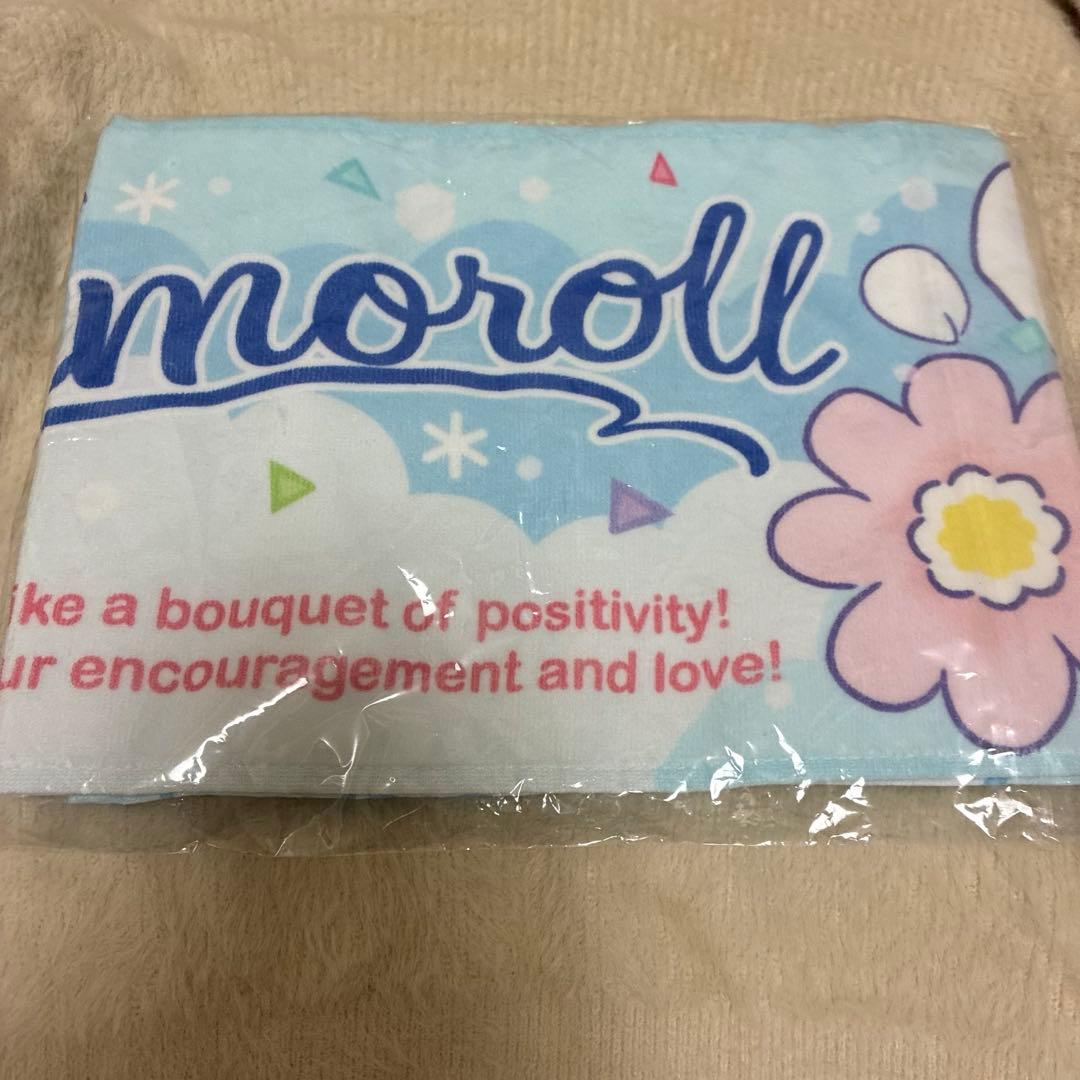 moroll
ike a bouquet of positivity!
ur encouragement and love!